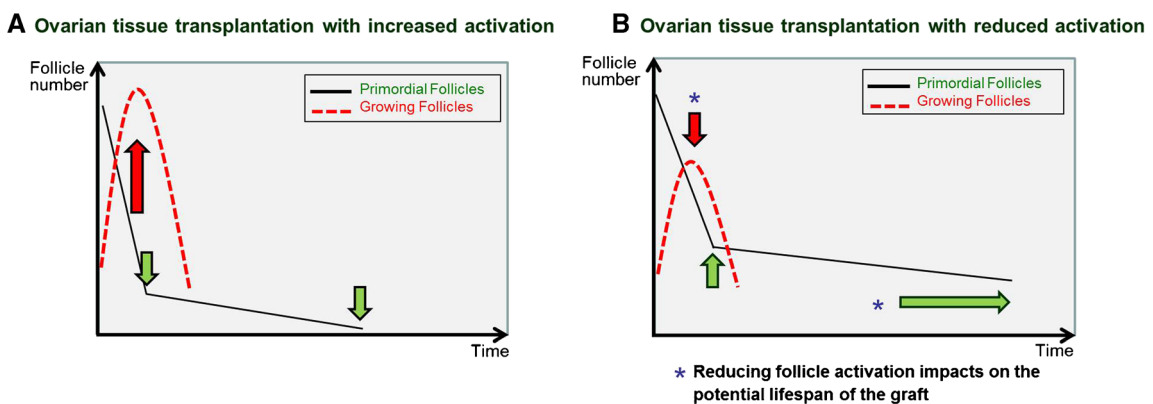 A Ovarian tissue transplantation with increased activation
Follicle
number
Primordial Follicles
Growing Follicles
Time
B Ovarian tissue transplantation with reduced activation
Follicle
number
*
Primordial Follicles
Growing Follicles
*
Time
* Reducing follicle activation impacts on the
potential lifespan of the graft